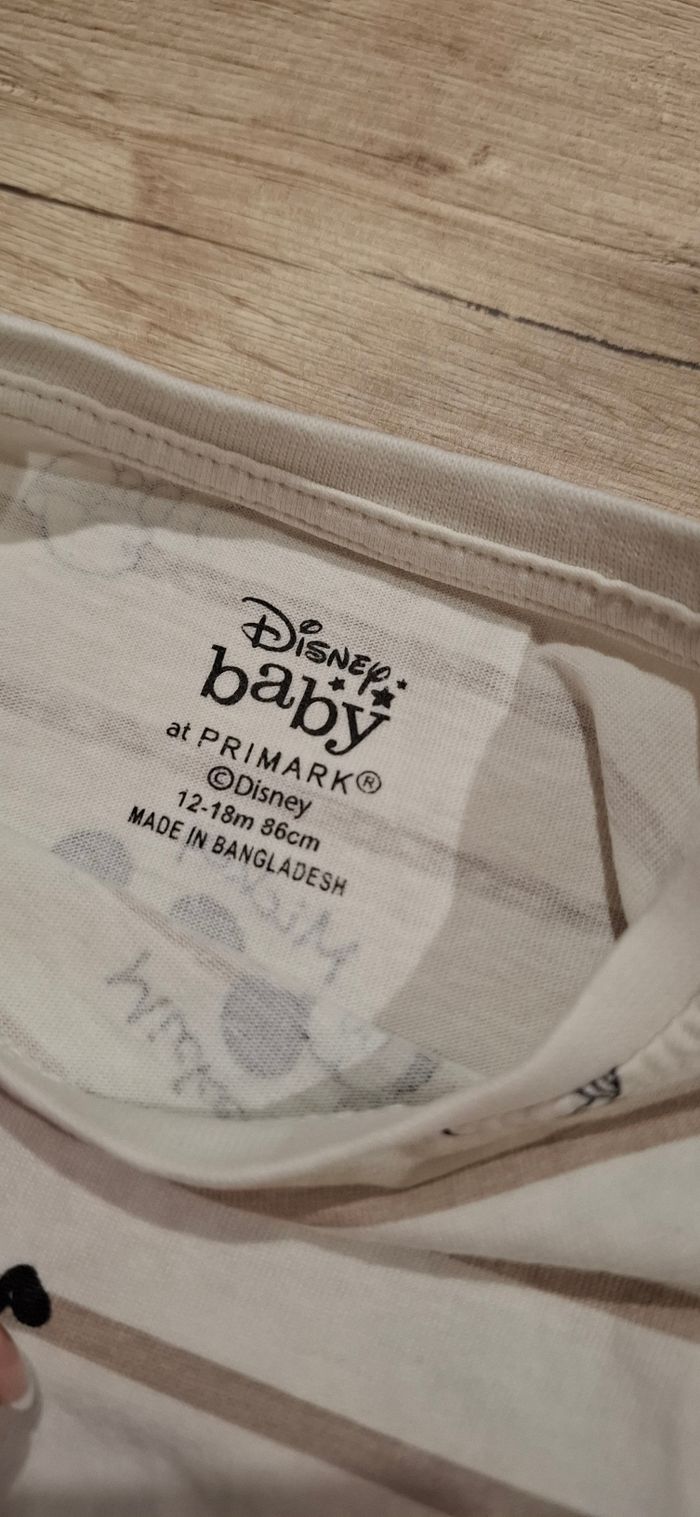 Disney
baby
at PRIMARK®
©Disney
12-18m 86cm
MADE IN BANGLADESH